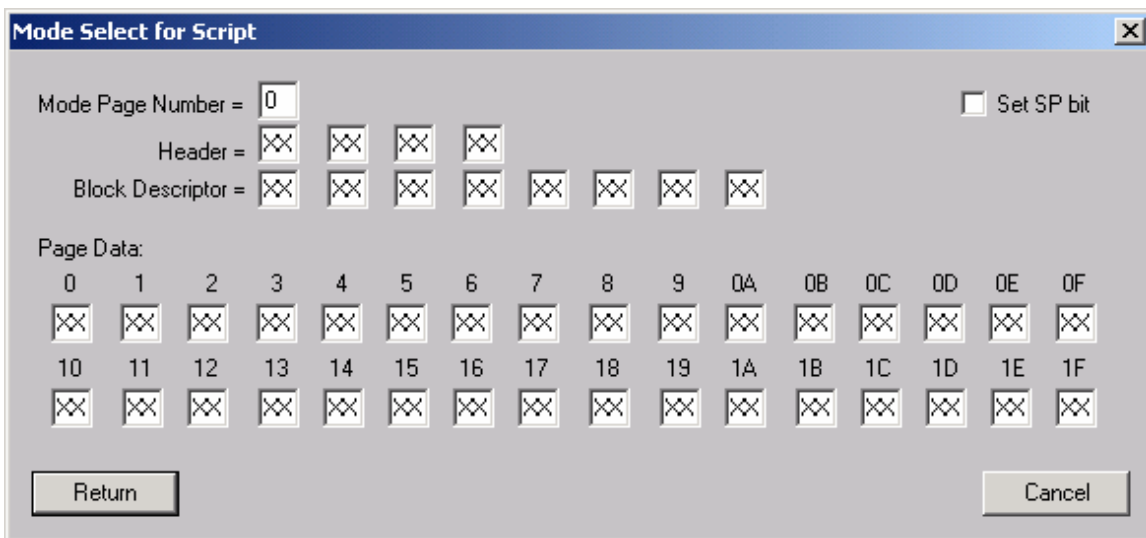 Mode Select for Script
Mode Page Number = 0 Set SP bit
Header = XX XX XX XX
Block Descriptor = XX XX XX XX XX XX XX XX
Page Data:
0 1 2 3 4 5 6 7 8 9 0A 0B 0C 0D 0E 0F
XX XX XX XX XX XX XX XX XX XX XX XX XX XX XX XX
10 11 12 13 14 15 16 17 18 19 1A 1B 1C 1D 1E 1F
XX XX XX XX XX XX XX XX XX XX XX XX XX XX XX XX
Return Cancel